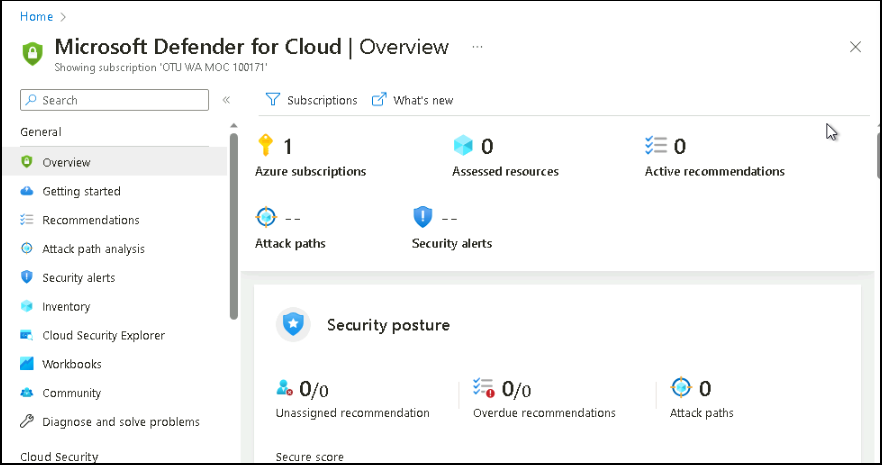 Home >
Microsoft Defender for Cloud | Overview ...
Showing subscription 'OTU WA MOC 100171'
Search «
Subscriptions What's new
General
Overview
Getting started
Recommendations
Attack path analysis
Security alerts
Inventory
Cloud Security Explorer
Workbooks
Community
Diagnose and solve problems
Cloud Security
1
Azure subscriptions
0
Assessed resources
0
Active recommendations
--
Attack paths
--
Security alerts
Security posture
0/0
Unassigned recommendation
0/0
Overdue recommendations
0
Attack paths
Secure score